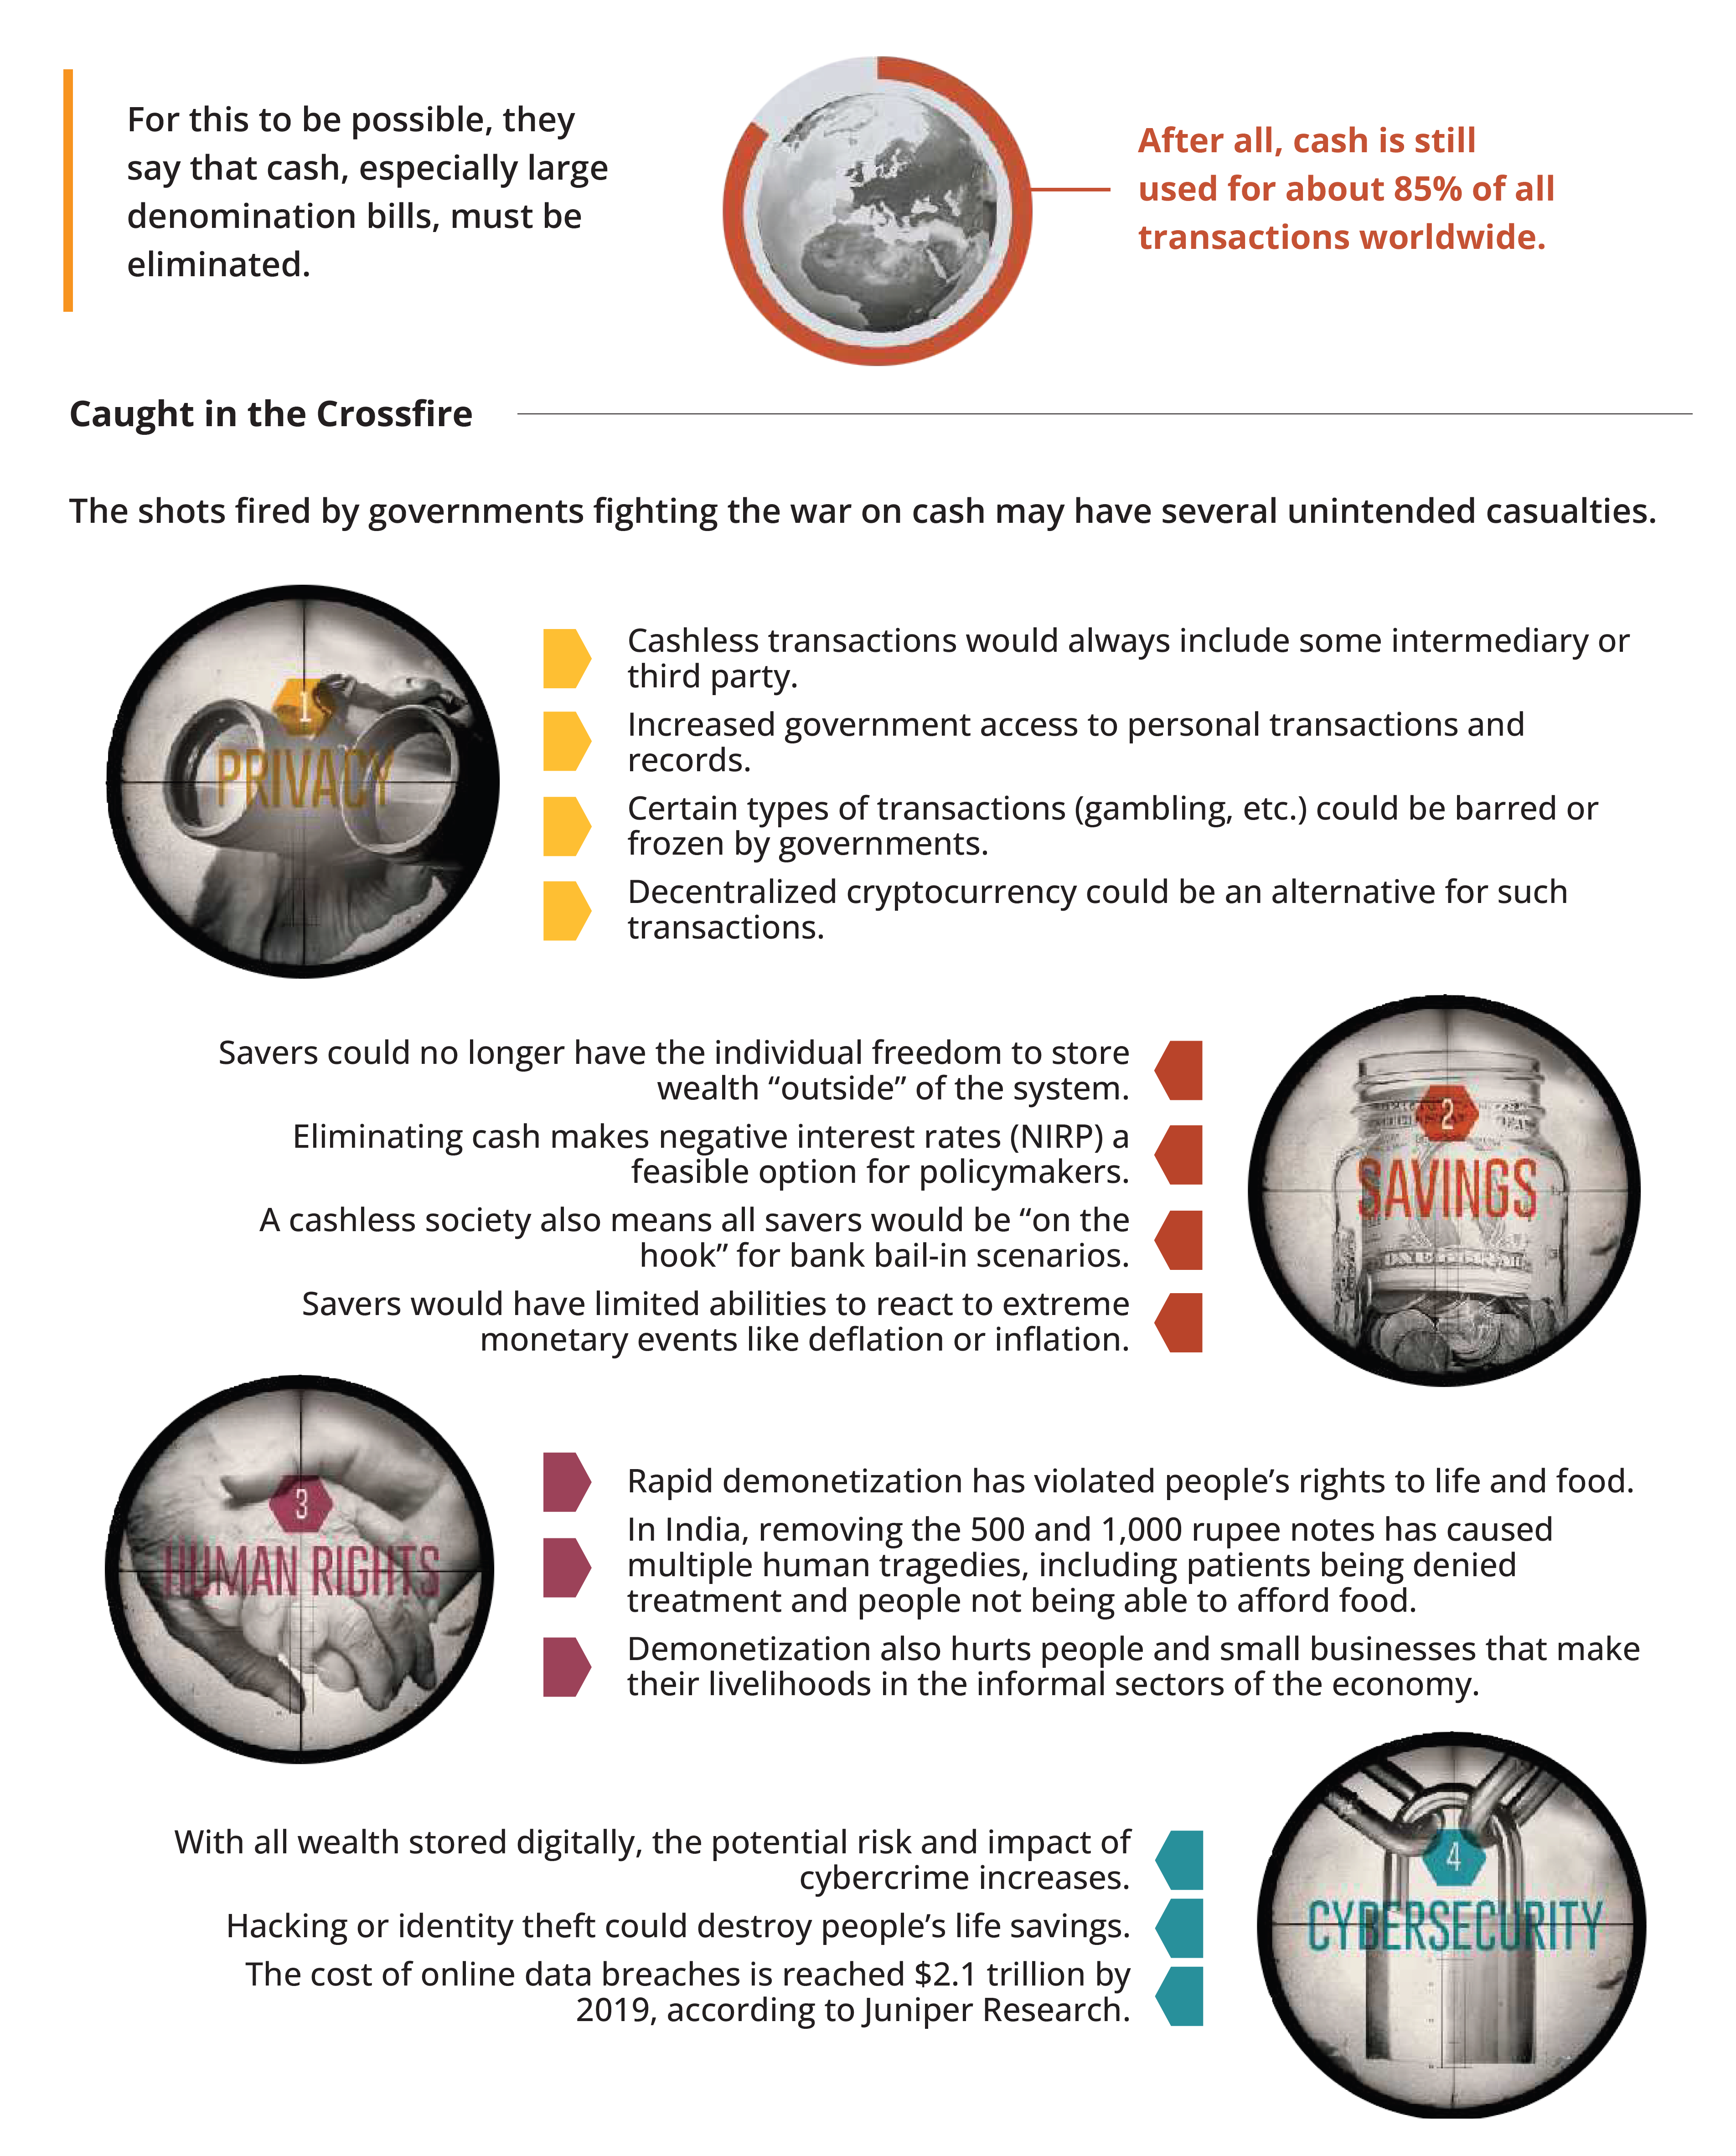 For this to be possible, they
say that cash, especially large
denomination bills, must be
eliminated.
After all, cash is still
used for about 85% of all
transactions worldwide.
Caught in the Crossfire
The shots fired by governments fighting the war on cash may have several unintended casualties.
1
PRIVACY
Cashless transactions would always include some intermediary or
third party.
Increased government access to personal transactions and
records.
Certain types of transactions (gambling, etc.) could be barred or
frozen by governments.
Decentralized cryptocurrency could be an alternative for such
transactions.
Savers could no longer have the individual freedom to store
wealth “outside” of the system.
Eliminating cash makes negative interest rates (NIRP) a
feasible option for policymakers.
A cashless society also means all savers would be “on the
hook” for bank bail-in scenarios.
Savers would have limited abilities to react to extreme
monetary events like deflation or inflation.
2
SAVINGS
3
HUMAN RIGHTS
Rapid demonetization has violated people’s rights to life and food.
In India, removing the 500 and 1,000 rupee notes has caused
multiple human tragedies, including patients being denied
treatment and people not being able to afford food.
Demonetization also hurts people and small businesses that make
their livelihoods in the informal sectors of the economy.
With all wealth stored digitally, the potential risk and impact of
cybercrime increases.
Hacking or identity theft could destroy people’s life savings.
The cost of online data breaches is reached $2.1 trillion by
2019, according to Juniper Research.
4
CYBERSECURITY